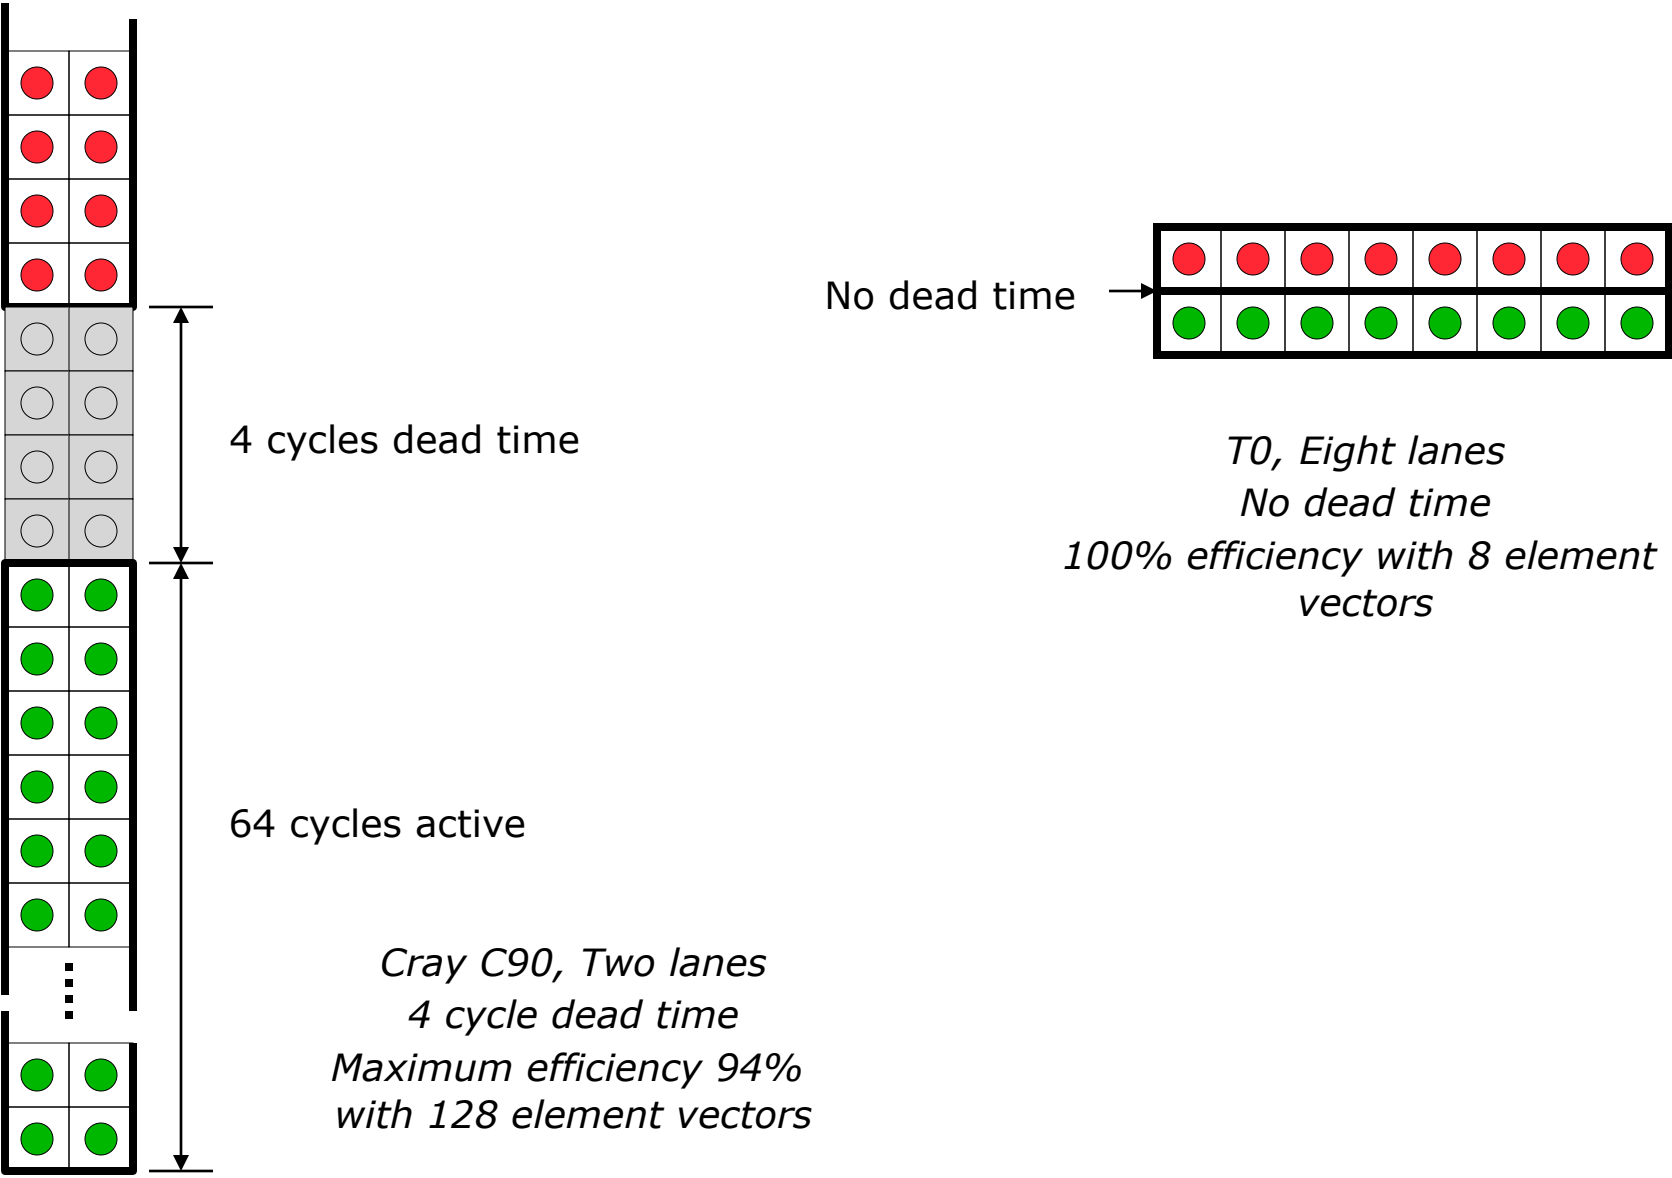 No dead time
4 cycles dead time
T0, Eight lanes
No dead time
100% efficiency with 8 element
vectors
64 cycles active
Cray C90, Two lanes
4 cycle dead time
Maximum efficiency 94%
with 128 element vectors